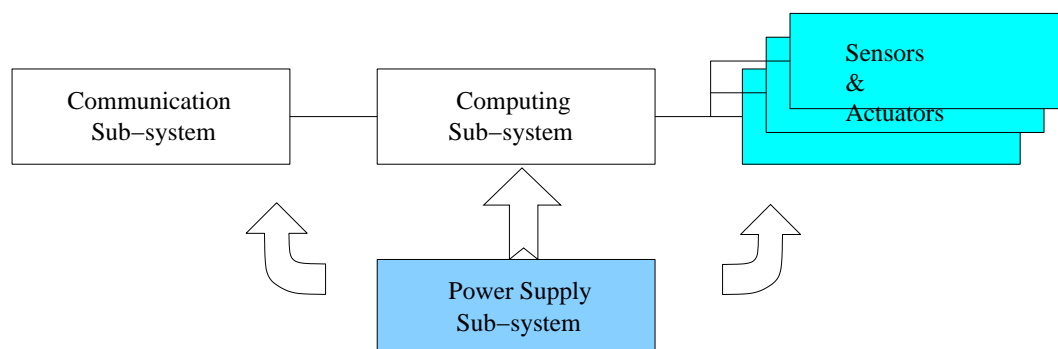 Communication
Sub−system
Computing
Sub−system
Sensors
&
Actuators
Power Supply
Sub−system